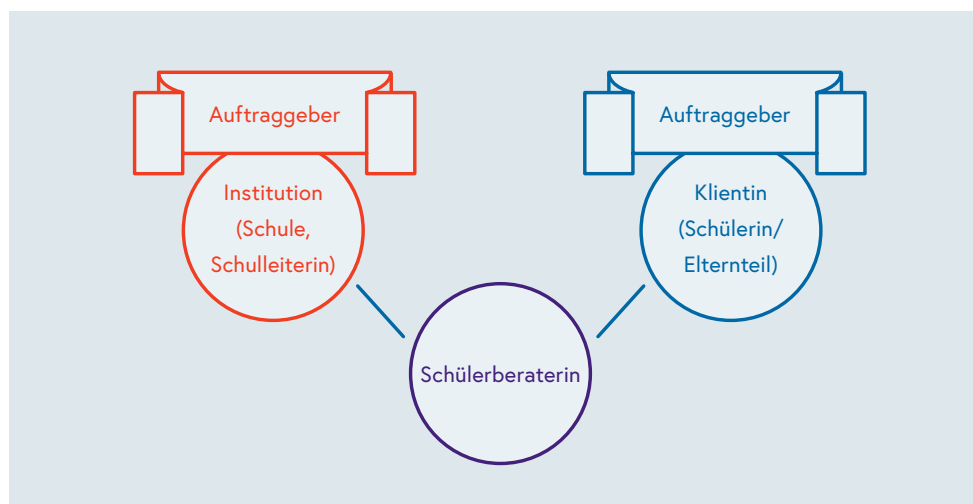 Auftraggeber
Institution
(Schule,
Schulleiterin)
Auftraggeber
Klientin
(Schülerin/
Elternteil)
Schülerberaterin